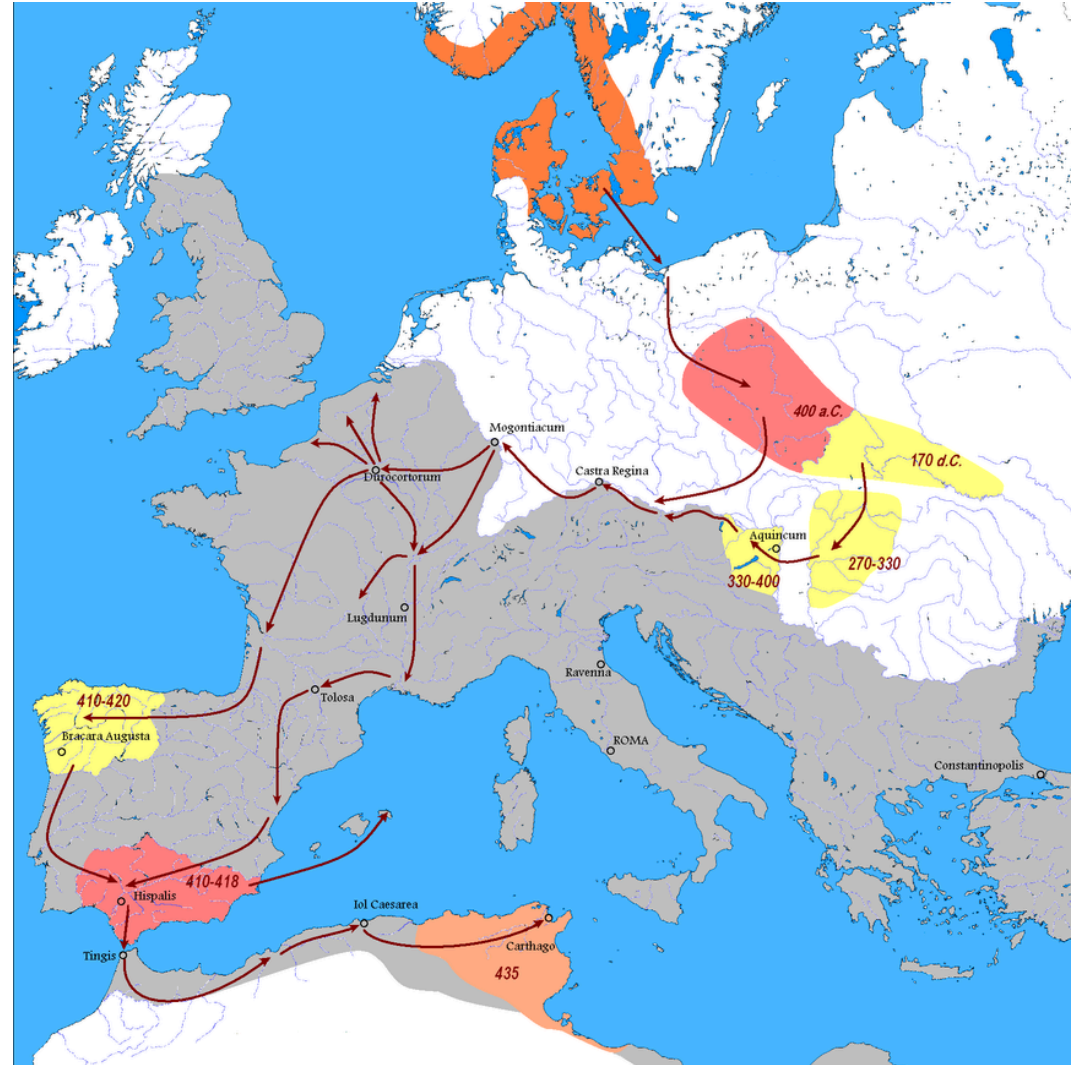 400 a.C.
Mogontiacum
170 d.C.
Castra Regina
Durocortorum
Aquincum
270-330
330-400
Lugdunum
Ravenna
410-420
Tolosa
Bracara Augusta
ROMA
Constantinopolis
410-418
Hispalis
Iol Caesarea
Carthago
Tingis
435